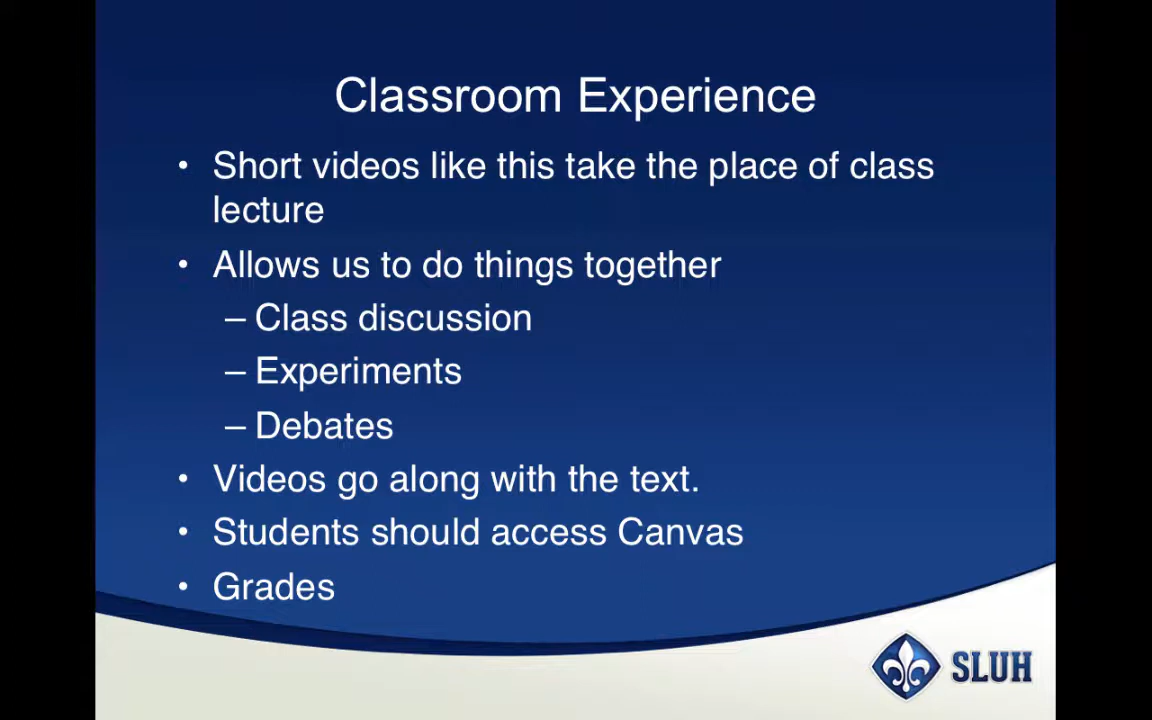 Classroom Experience
• Short videos like this take the place of class
lecture
• Allows us to do things together
– Class discussion
– Experiments
– Debates
• Videos go along with the text.
• Students should access Canvas
• Grades
SLUH